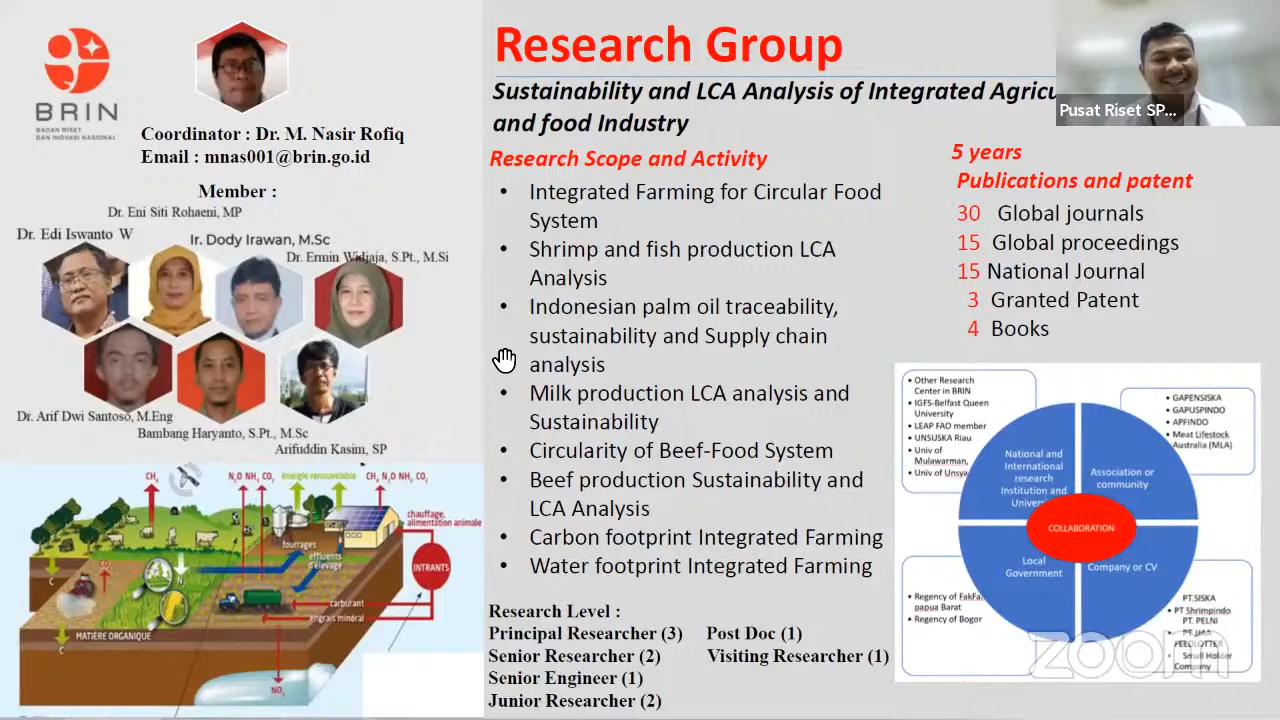 BRIN
BADAN RISET
DAN INOVASI NASIONAL
Coordinator : Dr. M. Nasir Rofiq
Email : mnas001@brin.go.id
Member :
Dr. Eni Siti Rohaeni, MP
Dr. Edi Iswanto W
Ir. Dody Irawan, M.Sc
Dr. Ermin Widjaja, S.Pt., M.Si
Dr. Arif Dwi Santoso, M.Eng
Bambang Haryanto, S.Pt., M.Sc
Arifuddin Kasim, SP
CH₄
N₂O NH₃ CO₂
énergie renouvelable
CH₄ N₂O NH₃ CO₂
chauffage,
alimentation animale
fourrages
effluents
d'élevage
INTRANTS
carburant
engrais minéral
C
N
C
MATIÈRE ORGANIQUE
NO₃
Research Group
Sustainability and LCA Analysis of Integrated
and food Industry
Research Scope and Activity
• Integrated Farming for Circular Food
System
• Shrimp and fish production LCA
Analysis
• Indonesian palm oil traceability,
sustainability and Supply chain
analysis
• Milk production LCA analysis and
Sustainability
• Circularity of Beef-Food System
• Beef production Sustainability and
LCA Analysis
• Carbon footprint Integrated Farming
• Water footprint Integrated Farming
Research Level :
Principal Researcher (3) Post Doc (1)
Senior Researcher (2) Visiting Researcher (1)
Senior Engineer (1)
Junior Researcher (2)
Pusat Riset SP...
5 years
Publications and patent
30 Global journals
15 Global proceedings
15 National Journal
3 Granted Patent
4 Books
• Other Research
Center in BRIN
• IGFS-Belfast Queen
University
• LEAP FAO member
• UNSUSKA Riau
• Univ of
Mulawarman,
• Univ of Unsya
• GAPENSISKA
• GAPUSPINDO
• APFINDO
• Meat Lifestock
Australia (MLA)
National and
International
research
Institution and
Association or
community
COLLABORATION
Local
Government
Company or CV
• Regency of
papua Barat
• Regency of Bogor
PT.SISKA
• PT Shrimpindo
PT. PELNI
• PT
FEEDLOTTER
• Small Holder
Company
zoom